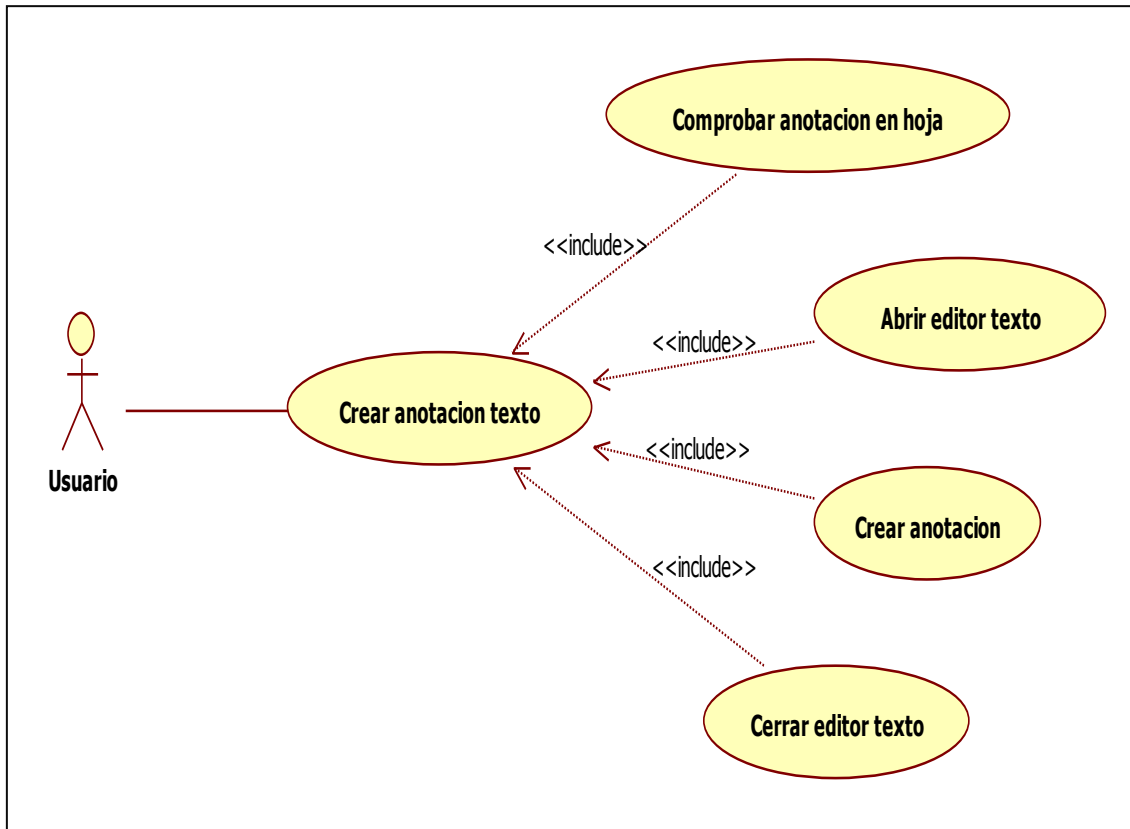 Comprobar anotacion en hoja
<<include>>
Abrir editor texto
<<include>>
Crear anotacion texto
<<include>>
Usuario
Crear anotacion
<<include>>
Cerrar editor texto